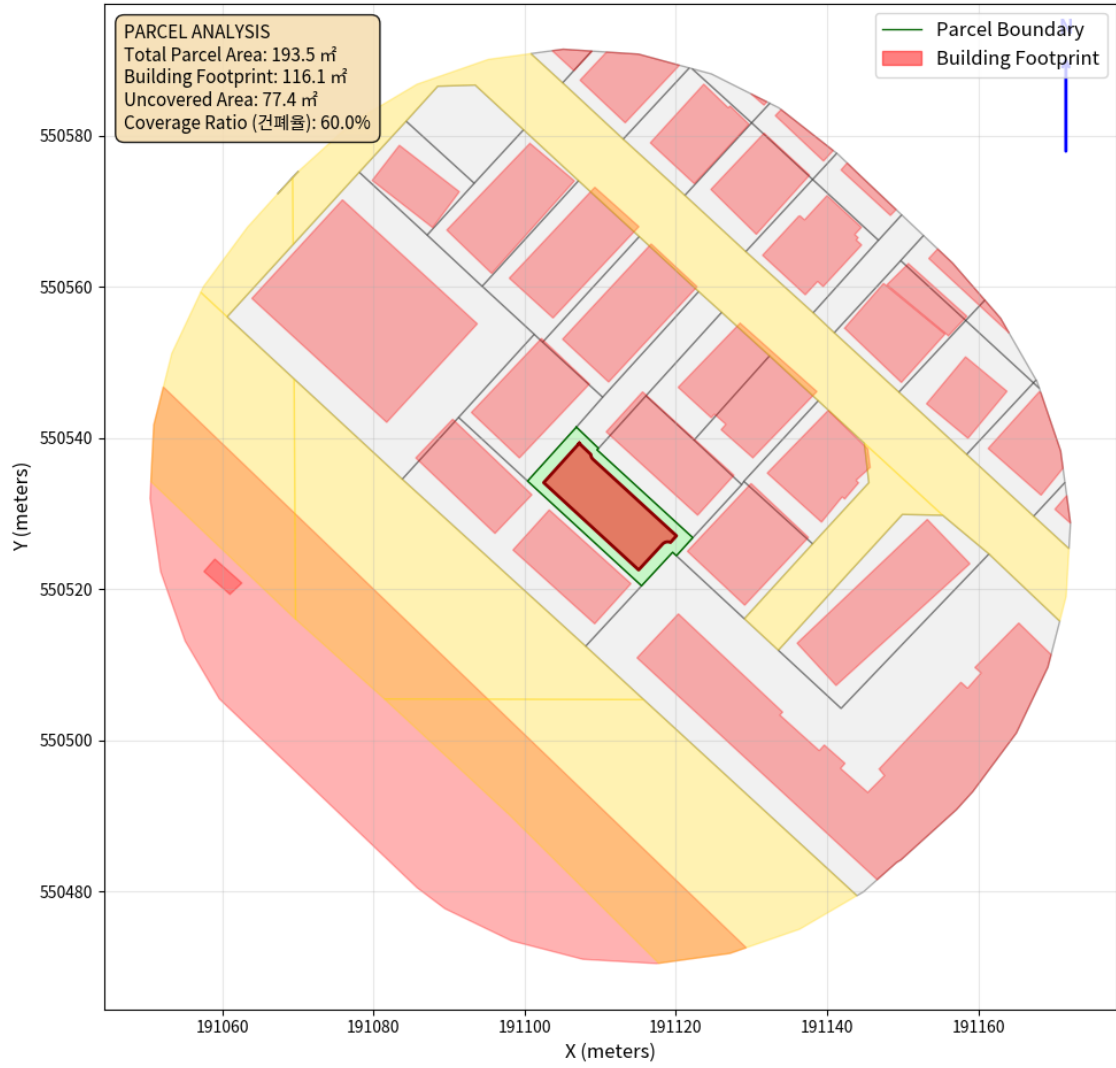 PARCEL ANALYSIS
Total Parcel Area: 193.5 ㎡
Building Footprint: 116.1 ㎡
Uncovered Area: 77.4 ㎡
Coverage Ratio (건폐율): 60.0%
Parcel Boundary
Building Footprint
N
550580
550560
550540
550520
550500
550480
Y (meters)
191060
191080
191100
191120
191140
191160
X (meters)